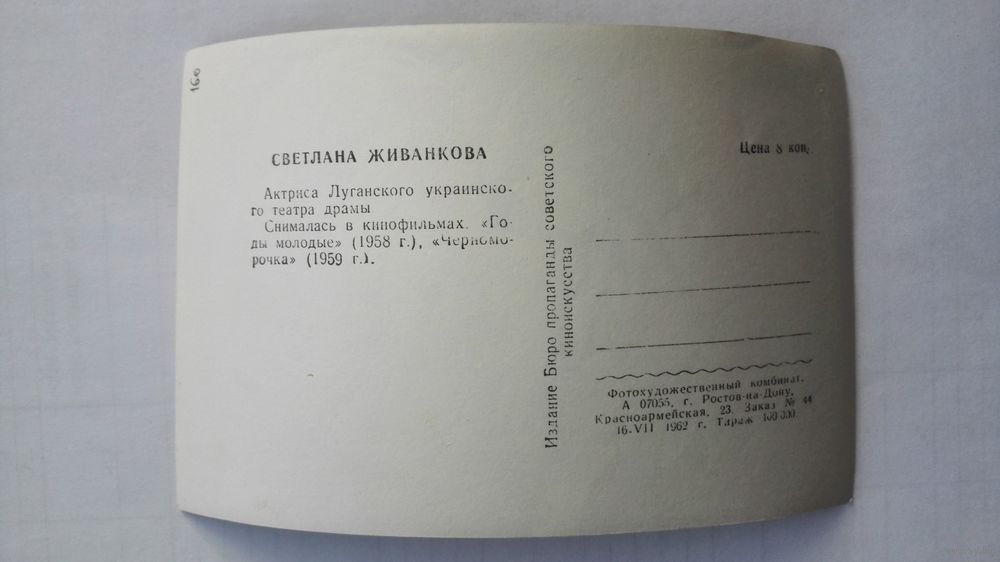 160
СВЕТЛАНА ЖИВАНКОВА
Актриса Луганского украинско-
го театра драмы
Снималась в кинофильмах. «Го-
ды молодые» (1958 г.), «Черномо-
рочка» (1959 г.).
Издание Бюро пропаганды советского
киноискусства
Цена 8 коп.
Фотохудожественный комбинат.
А 07055, г. Ростов-на-Дону,
Красноармейская, 23. Заказ № 44
16-VII 1962 г. Тираж 100 000.